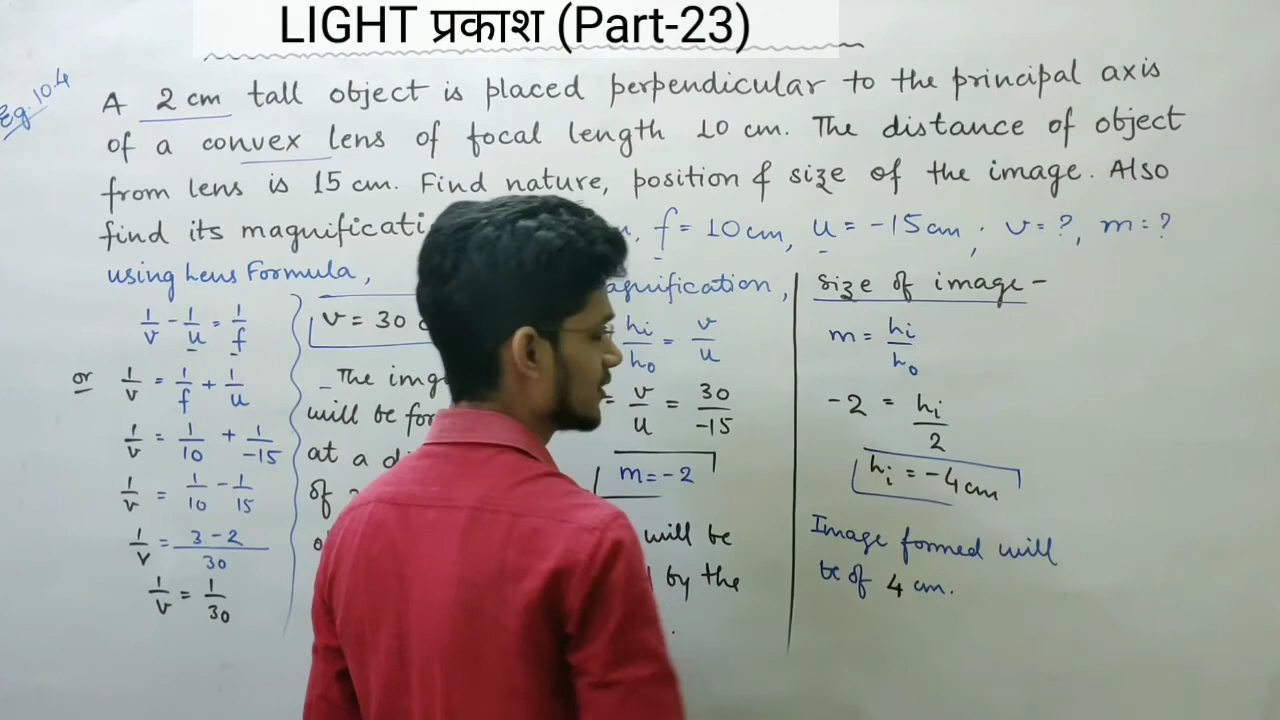 LIGHT प्रकाश (Part-23)
Eg. 10.4
A 2 cm tall object is placed perpendicular to the principal axis
of a convex lens of focal length 10 cm. The distance of object
from lens is 15 cm. Find nature, position & size of the image. Also
find its
f = 10 cm, u = -15 cm, v = ?, m = ?
using Lens Formula,
1/v - 1/u = 1/f
or 1/v = 1/f + 1/u
1/v = 1/10 + 1/-15
1/v = 1/10 - 1/15
1/v = 3-2/30
1/v = 1/30
v = 30
The
will be
at a
of
hi/ho = v/u
= v/u = 30/-15
m = -2
will be
by the
size of image -
m = hi/ho
-2 = hi/2
hi = -4 cm
Image formed will
be of 4 cm.